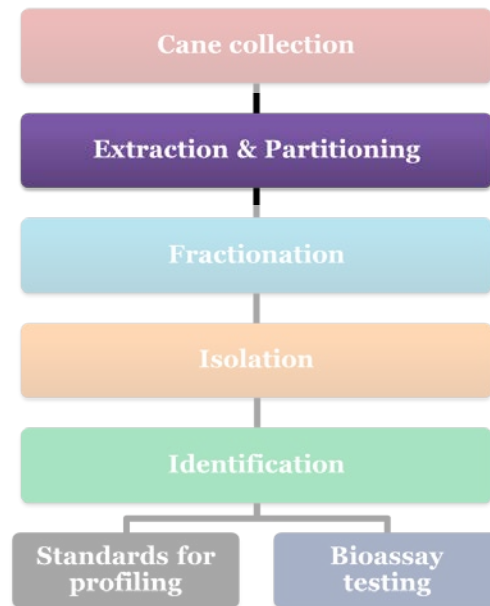 Cane collection
Extraction & Partitioning
Fractionation
Isolation
Identification
Standards for
profiling
Bioassay
testing